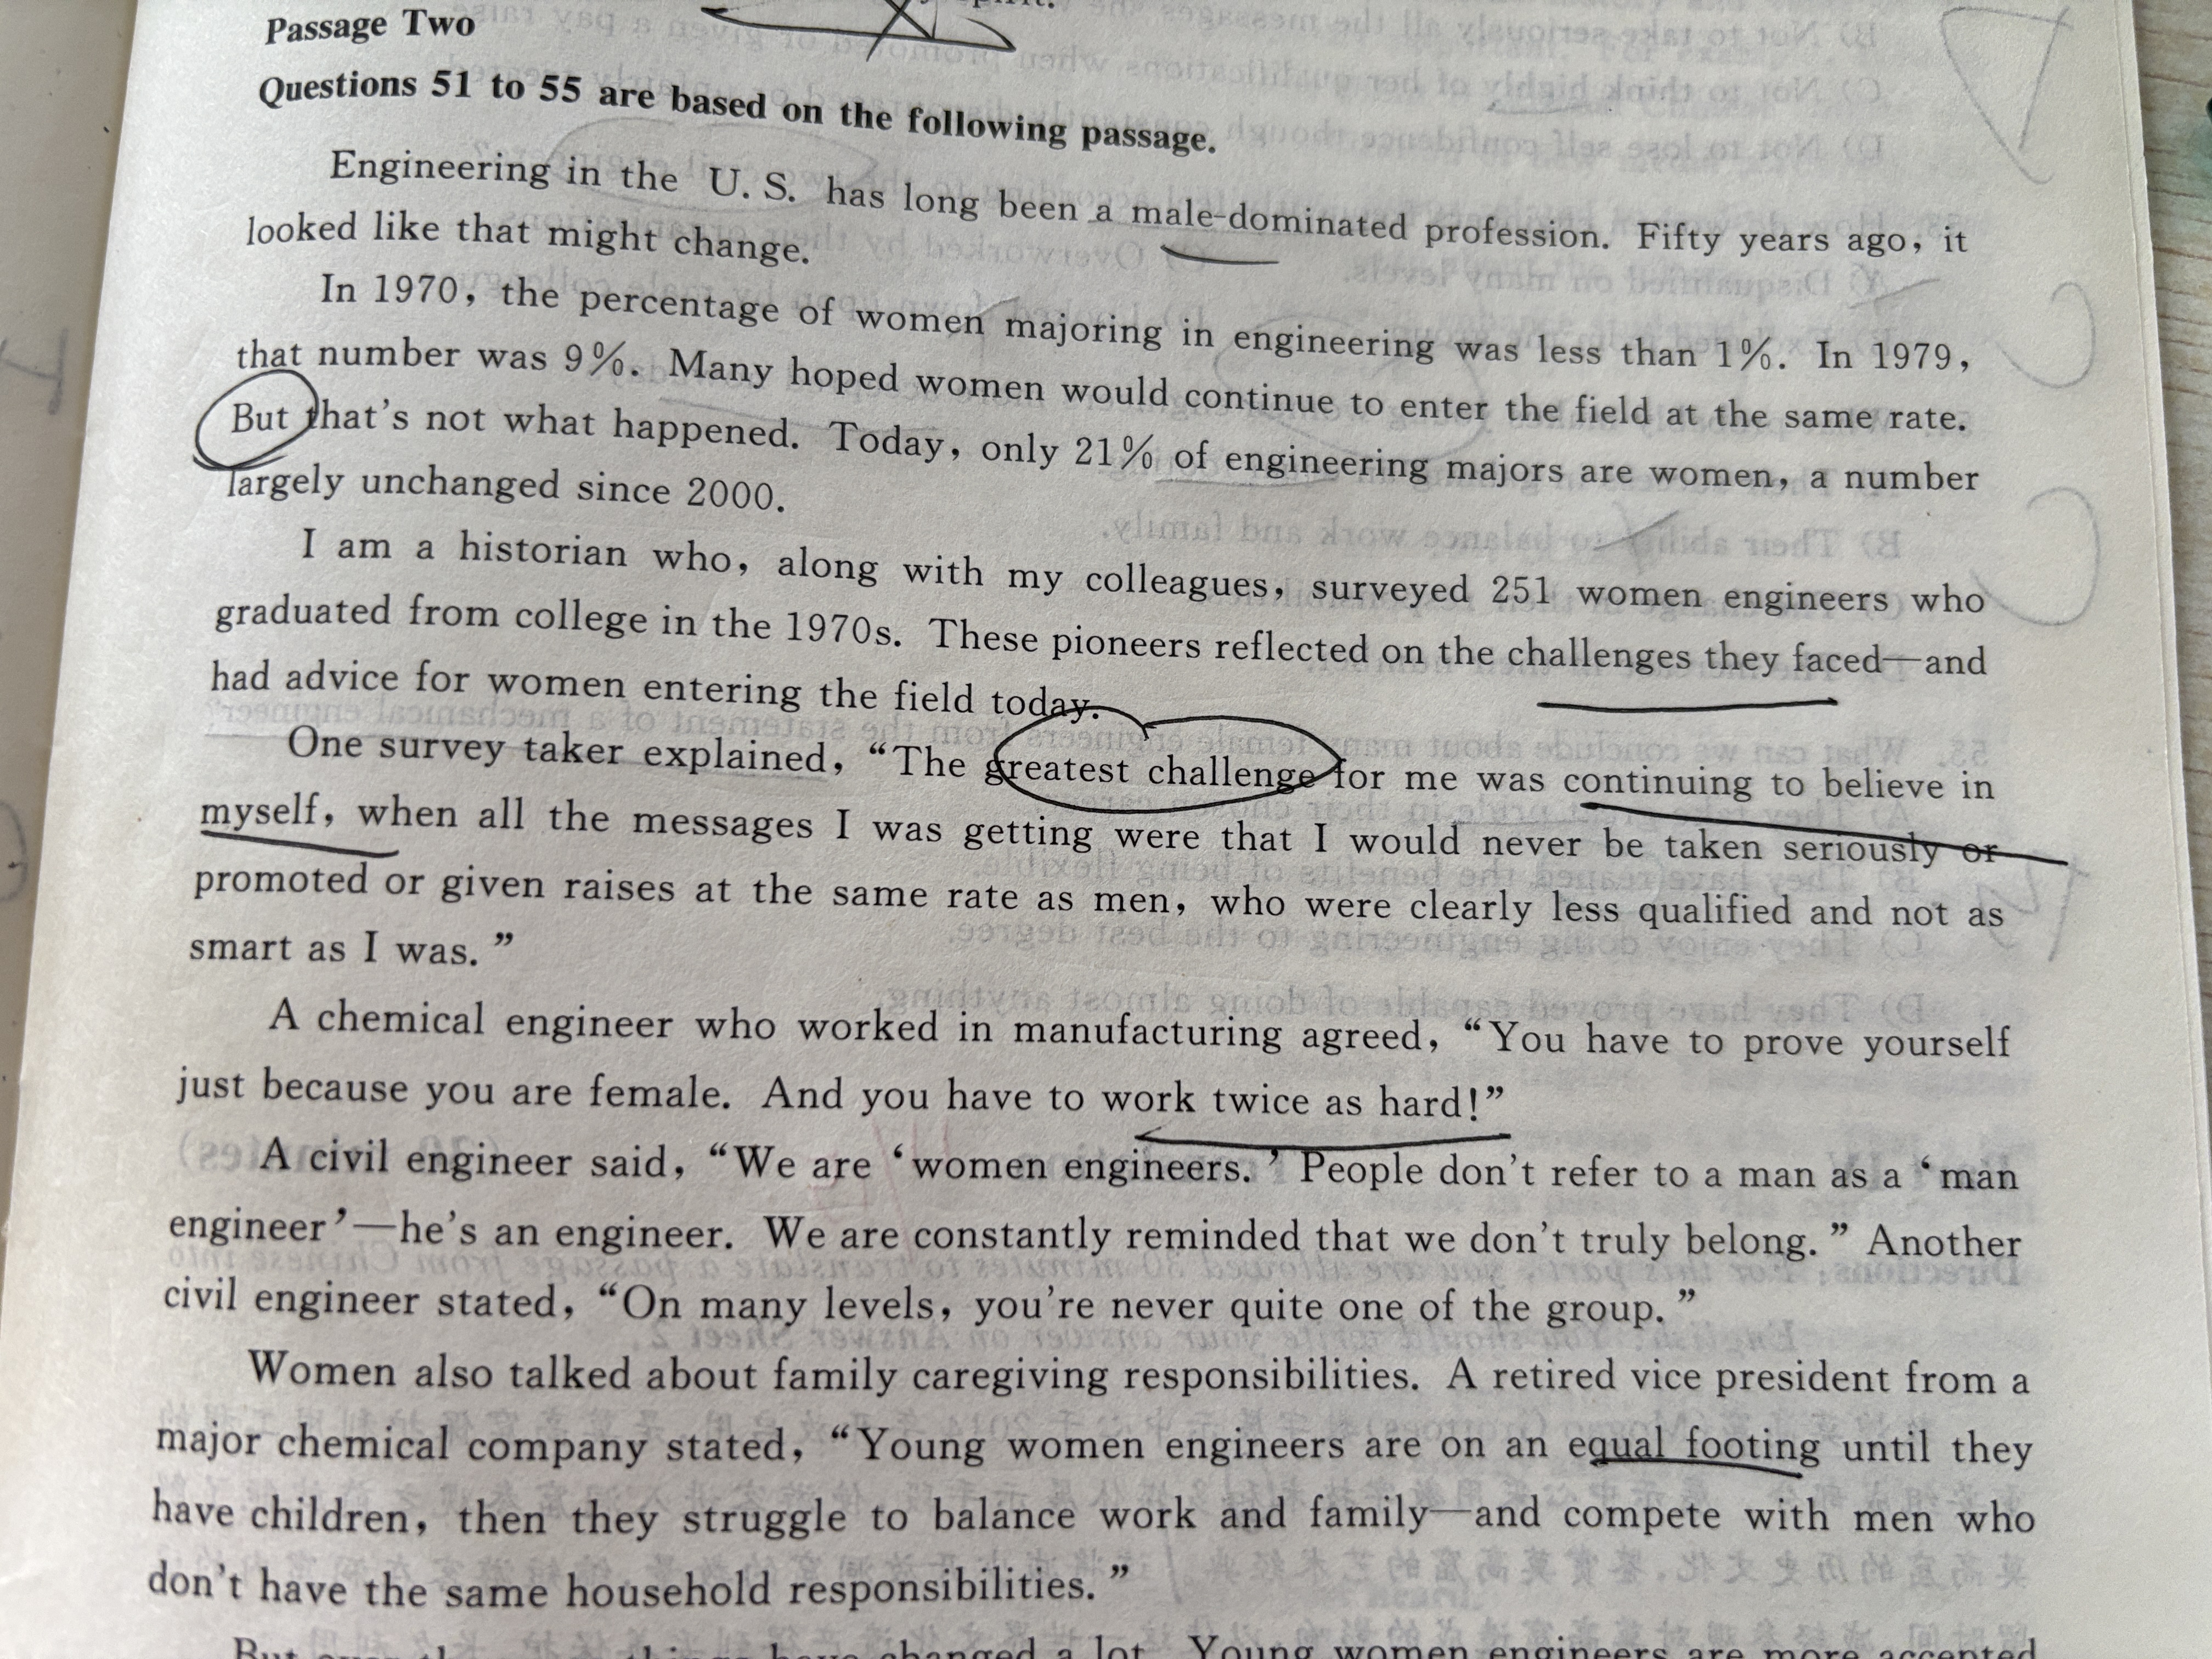 Passage Two
Questions 51 to 55 are based on the following passage.
Engineering in the U. S. has long been a male-dominated profession. Fifty years ago, it
looked like that might change.
In 1970, the percentage of women majoring in engineering was less than 1%. In 1979,
that number was 9%. Many hoped women would continue to enter the field at the same rate.
But that's not what happened. Today, only 21% of engineering majors are women, a number
largely unchanged since 2000.
I am a historian who, along with my colleagues, surveyed 251 women engineers who
graduated from college in the 1970s. These pioneers reflected on the challenges they faced—and
had advice for women entering the field today.
One survey taker explained, “The greatest challenge for me was continuing to believe in
myself, when all the messages I was getting were that I would never be taken seriously or
promoted or given raises at the same rate as men, who were clearly less qualified and not as
smart as I was.”
A chemical engineer who worked in manufacturing agreed, “You have to prove yourself
just because you are female. And you have to work twice as hard!”
A civil engineer said, “We are ‘women engineers.’ People don't refer to a man as a ‘man
engineer’—he's an engineer. We are constantly reminded that we don't truly belong.” Another
civil engineer stated, “On many levels, you're never quite one of the group.”
Women also talked about family caregiving responsibilities. A retired vice president from a
major chemical company stated, “Young women engineers are on an equal footing until they
have children, then they struggle to balance work and family—and compete with men who
don't have the same household responsibilities.”
But over the things have changed a lot. Young women engineers are more accepted